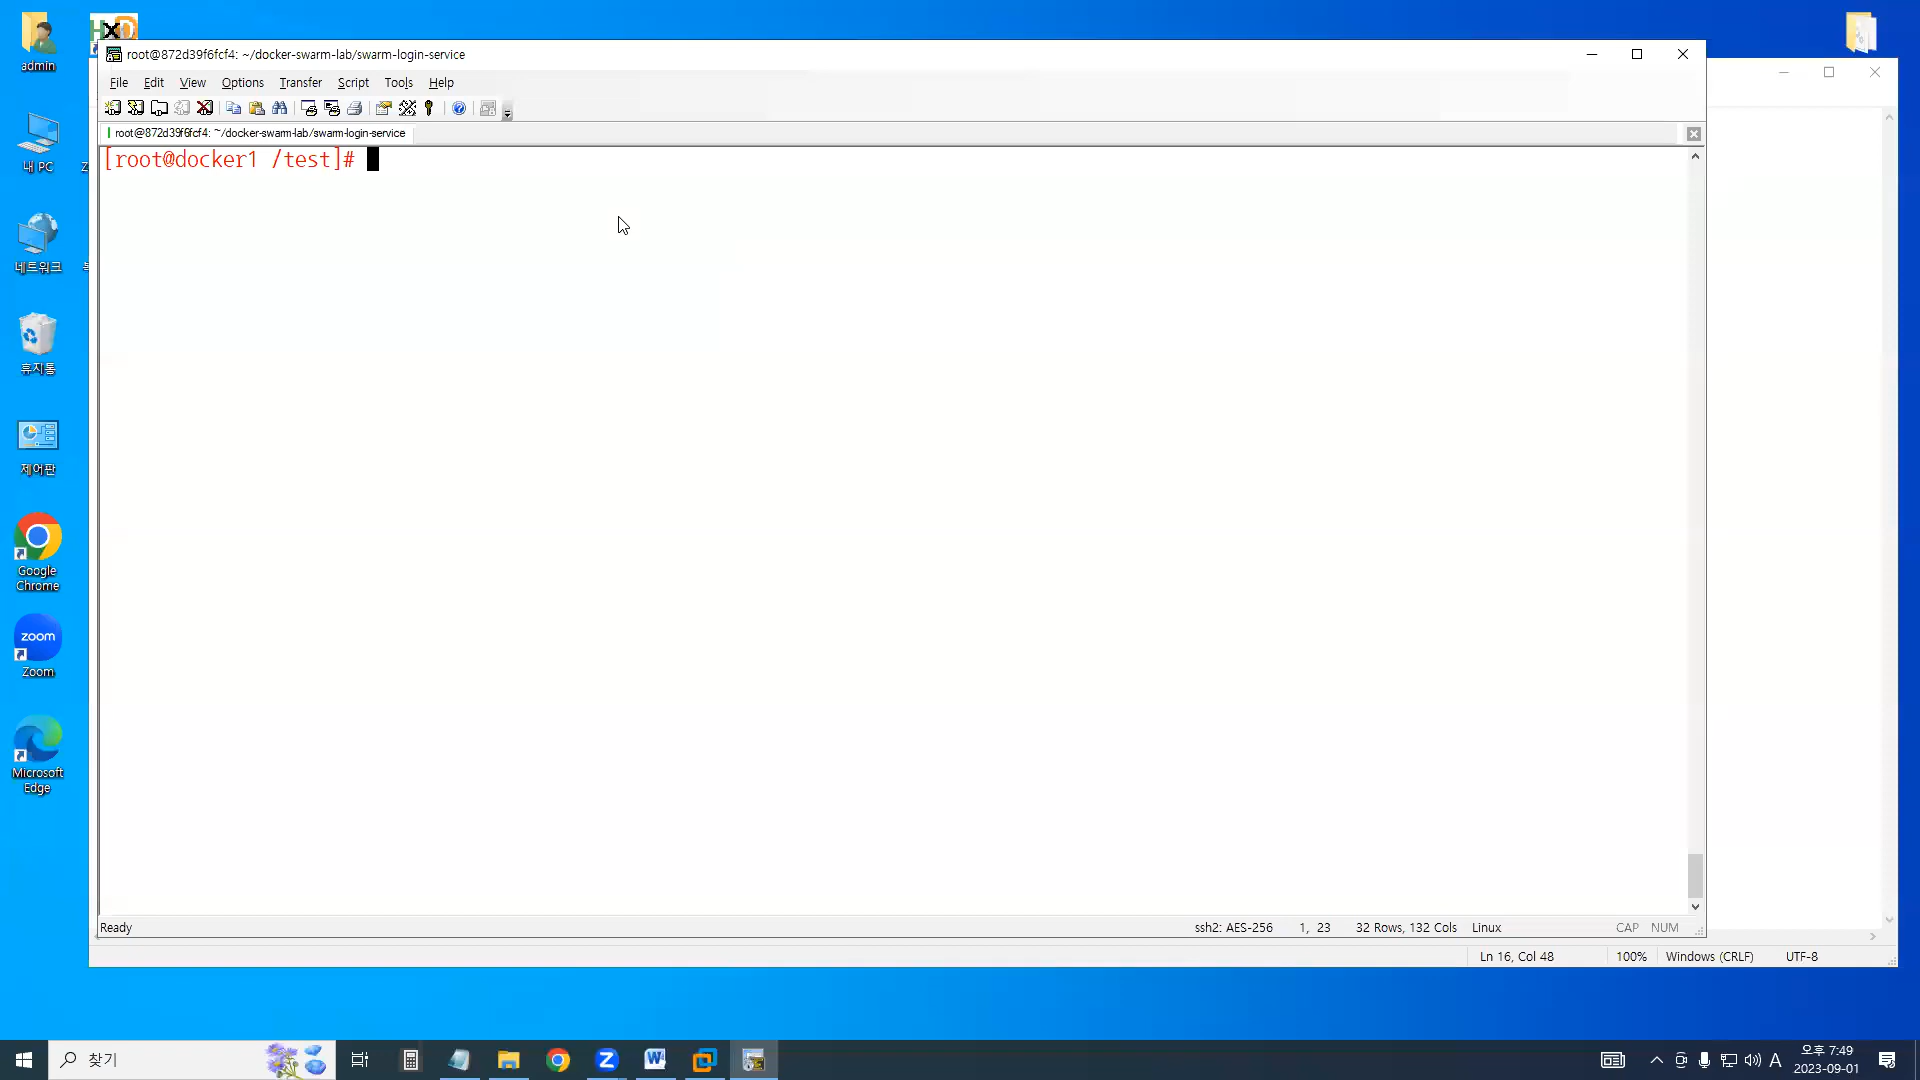 admin
내 PC
네트워크
휴지통
제어판
Google
Chrome
zoom
Zoom
Microsoft
Edge
root@872d39f6fcf4: ~/docker-swarm-lab/swarm-login-service
File Edit View Options Transfer Script Tools Help
root@872d39f6fcf4: ~/docker-swarm-lab/swarm-login-service
[root@docker1 /test]#
Ready
ssh2: AES-256 1, 23 32 Rows, 132 Cols Linux CAP NUM
Ln 16, Col 48 100% Windows (CRLF) UTF-8
찾기
A
오후 7:49
2023-09-01